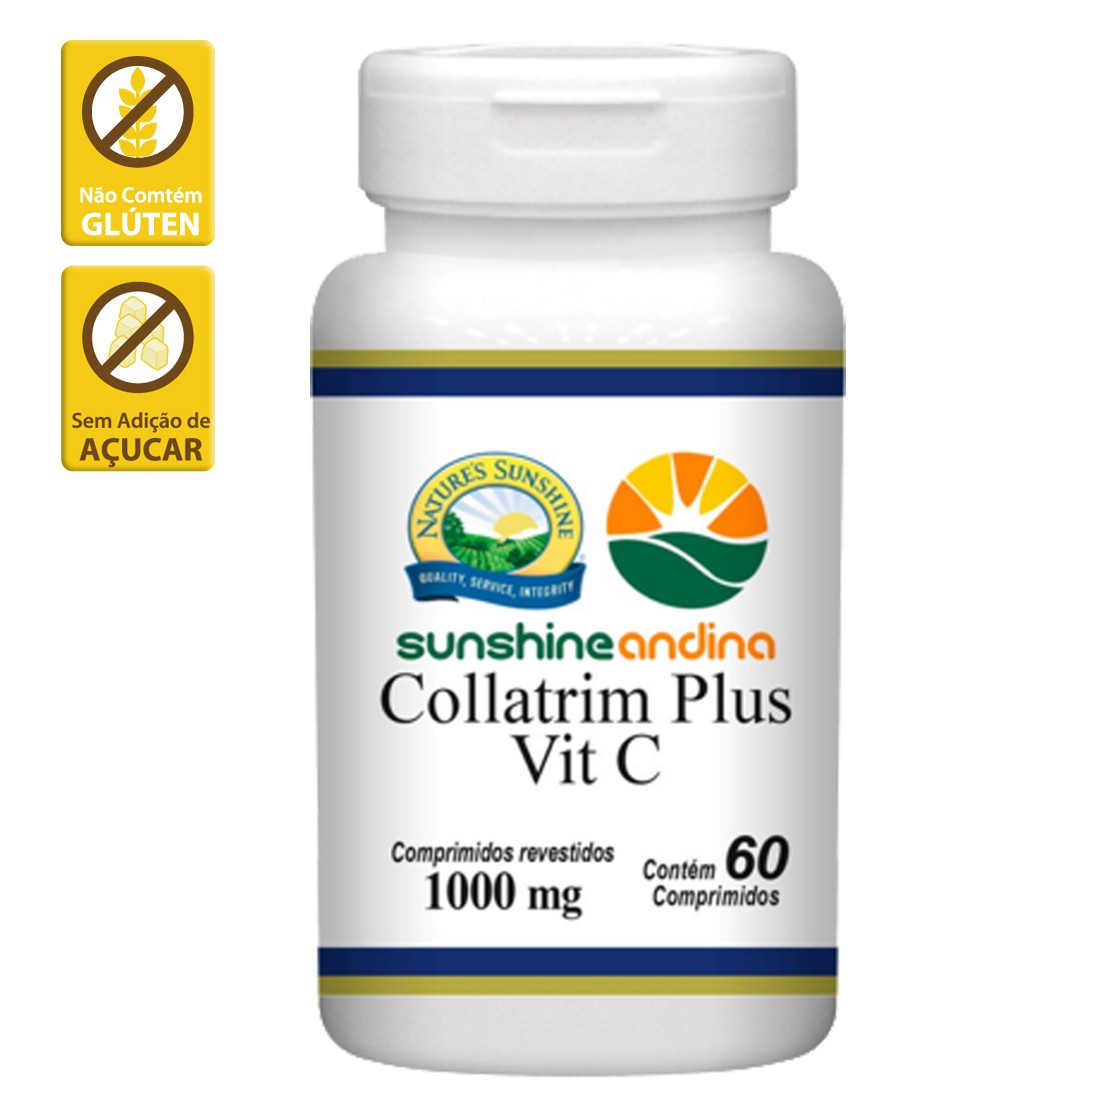 Não Comtém
GLÚTEN
Sem Adição de
AÇUCAR
NATURE'S SUNSHINE
QUALITY, SERVICE, INTEGRITY
sunshineandina
Collatrim Plus
Vit C
Comprimidos revestidos
1000 mg
Contém 60
Comprimidos